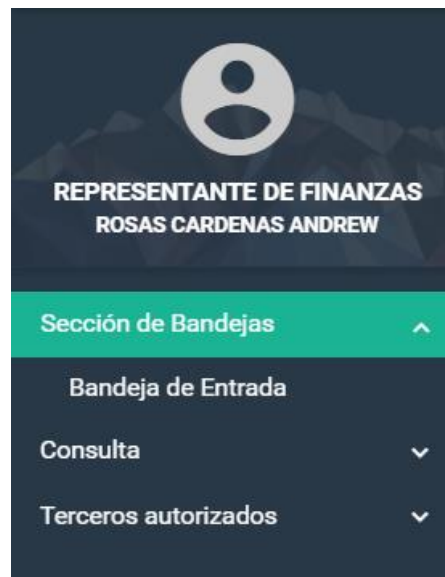 REPRESENTANTE DE FINANZAS
ROSAS CARDENAS ANDREW
Sección de Bandejas
Bandeja de Entrada
Consulta
Terceros autorizados